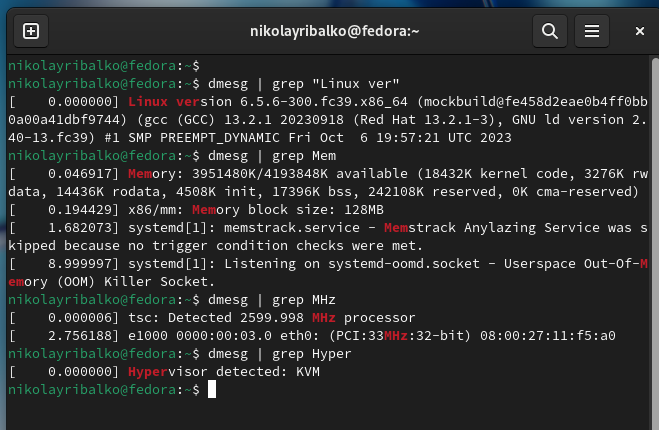 nikolayribalko@fedora:~
nikolayribalko@fedora:~$
nikolayribalko@fedora:~$ dmesg | grep "Linux ver"
[    0.000000] Linux version 6.5.6-300.fc39.x86_64 (mockbuild@fe458d2eae0b4ff0bb
0a00a41dbf9744) (gcc (GCC) 13.2.1 20230918 (Red Hat 13.2.1-3), GNU ld version 2.
40-13.fc39) #1 SMP PREEMPT_DYNAMIC Fri Oct  6 19:57:21 UTC 2023
nikolayribalko@fedora:~$ dmesg | grep Mem
[    0.046917] Memory: 3951480K/4193848K available (18432K kernel code, 3276K rw
data, 14436K rodata, 4508K init, 17396K bss, 242108K reserved, 0K cma-reserved)
[    0.194429] x86/mm: Memory block size: 128MB
[    1.682073] systemd[1]: memstrack.service - Memstrack Anylazing Service was s
kipped because no trigger condition checks were met.
[    8.999997] systemd[1]: Listening on systemd-oomd.socket - Userspace Out-Of-M
emory (OOM) Killer Socket.
nikolayribalko@fedora:~$ dmesg | grep MHz
[    0.000006] tsc: Detected 2599.998 MHz processor
[    2.756188] e1000 0000:00:03.0 eth0: (PCI:33MHz:32-bit) 08:00:27:11:f5:a0
nikolayribalko@fedora:~$ dmesg | grep Hyper
[    0.000000] Hypervisor detected: KVM
nikolayribalko@fedora:~$